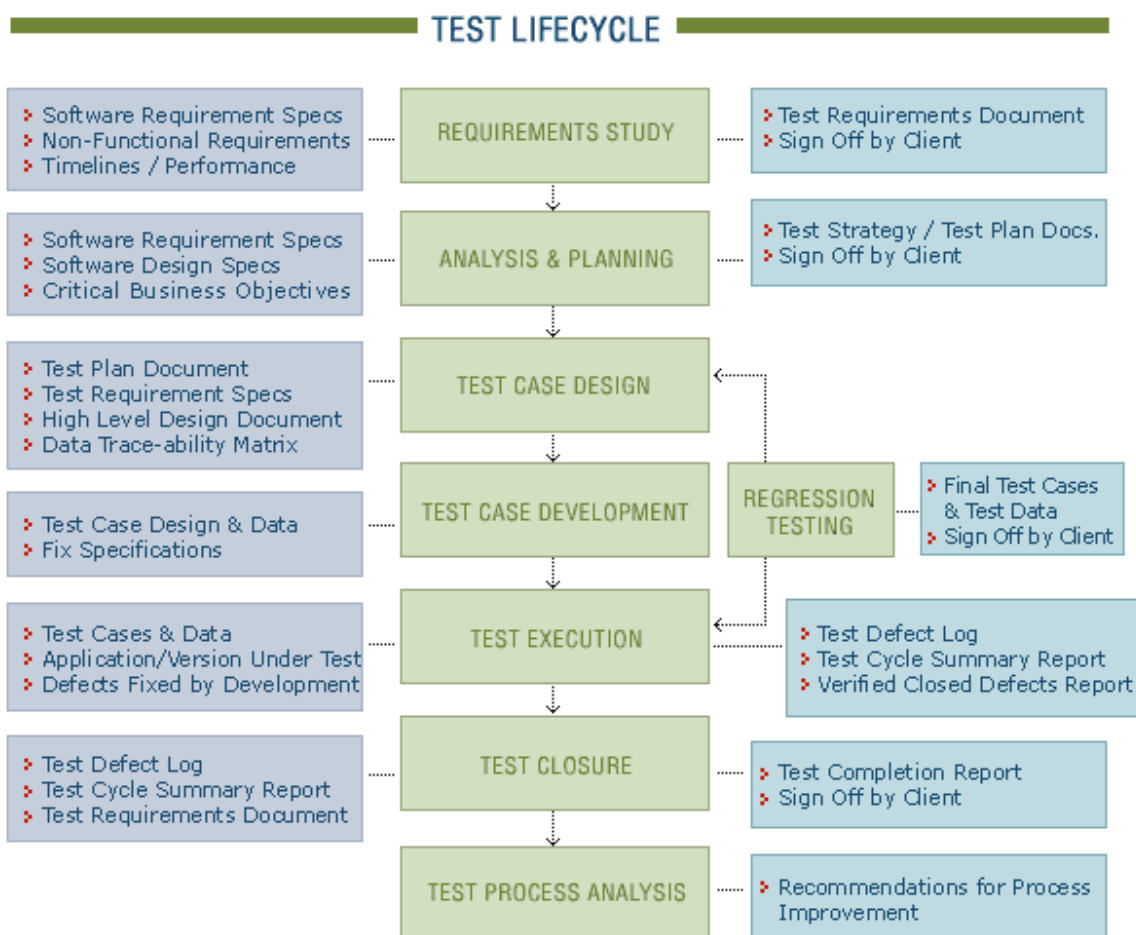 TEST LIFECYCLE
Software Requirement Specs
Non-Functional Requirements
Timelines / Performance
REQUIREMENTS STUDY
Test Requirements Document
Sign Off by Client
Software Requirement Specs
Software Design Specs
Critical Business Objectives
ANALYSIS & PLANNING
Test Strategy / Test Plan Docs.
Sign Off by Client
Test Plan Document
Test Requirement Specs
High Level Design Document
Data Trace-ability Matrix
TEST CASE DESIGN
Test Case Design & Data
Fix Specifications
TEST CASE DEVELOPMENT
REGRESSION
TESTING
Final Test Cases
& Test Data
Sign Off by Client
Test Cases & Data
Application/Version Under Test
Defects Fixed by Development
TEST EXECUTION
Test Defect Log
Test Cycle Summary Report
Verified Closed Defects Report
Test Defect Log
Test Cycle Summary Report
Test Requirements Document
TEST CLOSURE
Test Completion Report
Sign Off by Client
TEST PROCESS ANALYSIS
Recommendations for Process
Improvement